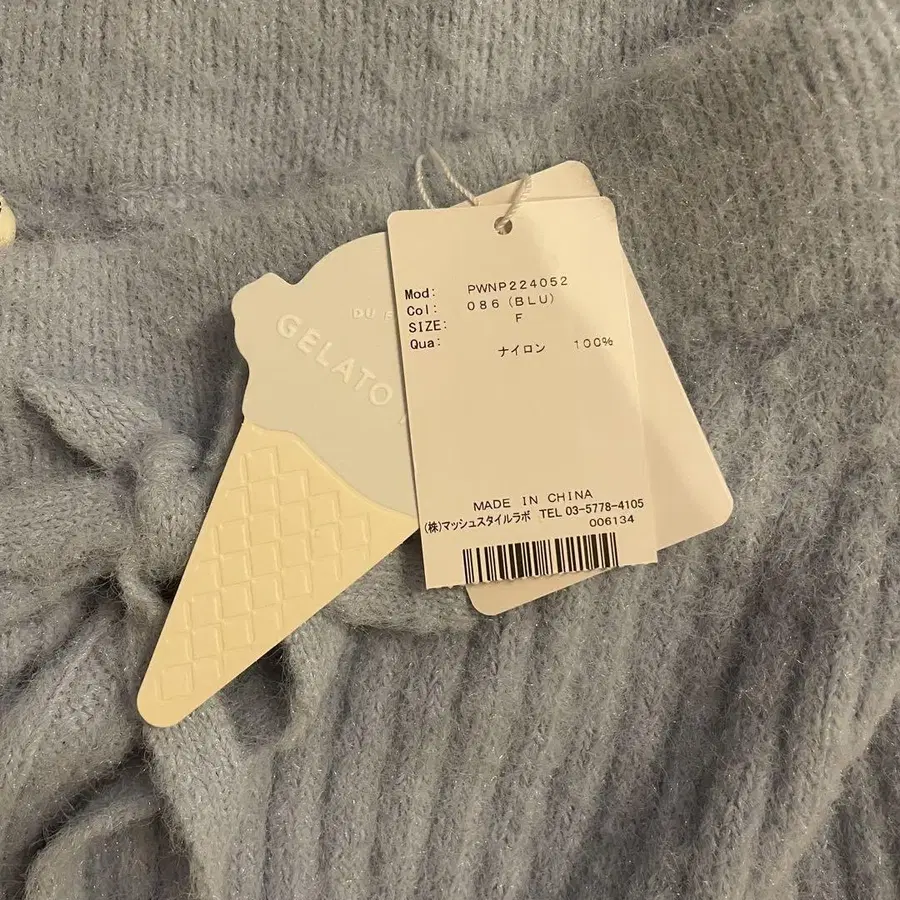 DU
GELATO
Mod: PWNP224052
Col: 086 (BLU)
SIZE: F
Qua: ナイロン 100%
MADE IN CHINA
(株)マッシュスタイルラボ TEL 03-5778-4105
006134